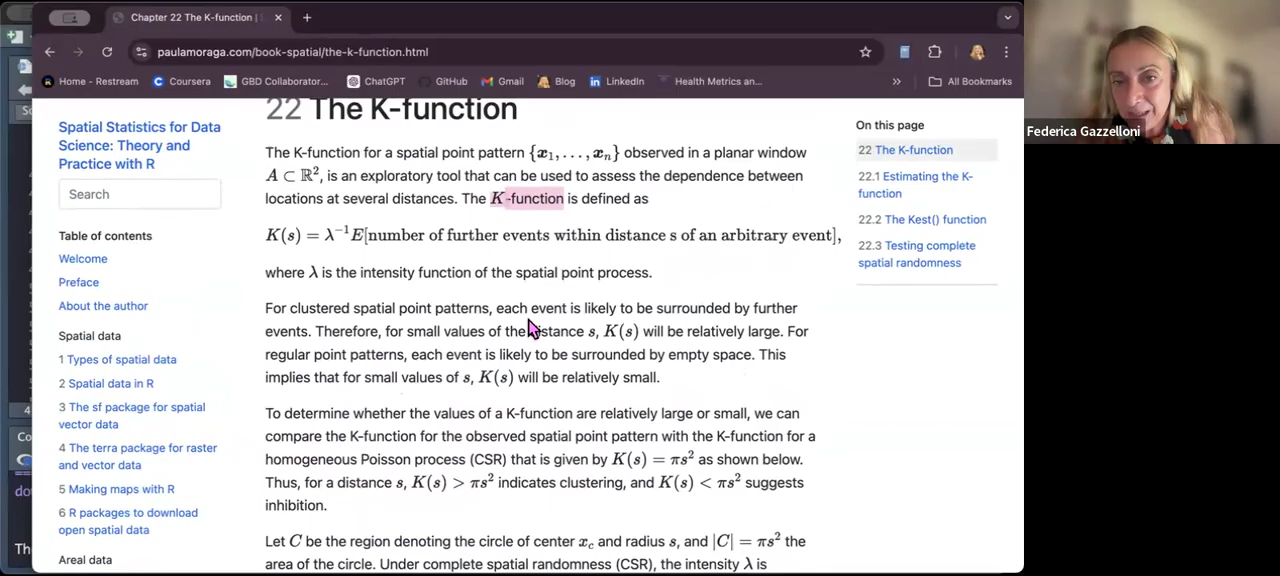 Chapter 22 The K-function |
paulamoraga.com/book-spatial/the-k-function.html
Home - Restream
Coursera
GBD Collaborator...
ChatGPT
GitHub
Gmail
Blog
LinkedIn
Health Metrics an...
All Bookmarks
Federica Gazzelloni
Spatial Statistics for Data
Science: Theory and
Practice with R
Search
Table of contents
Welcome
Preface
About the author
Spatial data
1 Types of spatial data
2 Spatial data in R
3 The sf package for spatial
vector data
4 The terra package for raster
and vector data
5 Making maps with R
6 R packages to download
open spatial data
Areal data
22 The K-function
The K-function for a spatial point pattern {x₁, . . . , xₙ} observed in a planar window
A ⊂ ℝ², is an exploratory tool that can be used to assess the dependence between
locations at several distances. The K-function is defined as
K(s) = λ⁻¹E[number of further events within distance s of an arbitrary event],
where λ is the intensity function of the spatial point process.
For clustered spatial point patterns, each event is likely to be surrounded by further
events. Therefore, for small values of the distance s, K(s) will be relatively large. For
regular point patterns, each event is likely to be surrounded by empty space. This
implies that for small values of s, K(s) will be relatively small.
To determine whether the values of a K-function are relatively large or small, we can
compare the K-function for the observed spatial point pattern with the K-function for a
homogeneous Poisson process (CSR) that is given by K(s) = πs² as shown below.
Thus, for a distance s, K(s) > πs² indicates clustering, and K(s) < πs² suggests
inhibition.
Let C be the region denoting the circle of center x_c and radius s, and |C| = πs² the
area of the circle. Under complete spatial randomness (CSR), the intensity λ is
On this page
22 The K-function
22.1 Estimating the K-
function
22.2 The Kest() function
22.3 Testing complete
spatial randomness